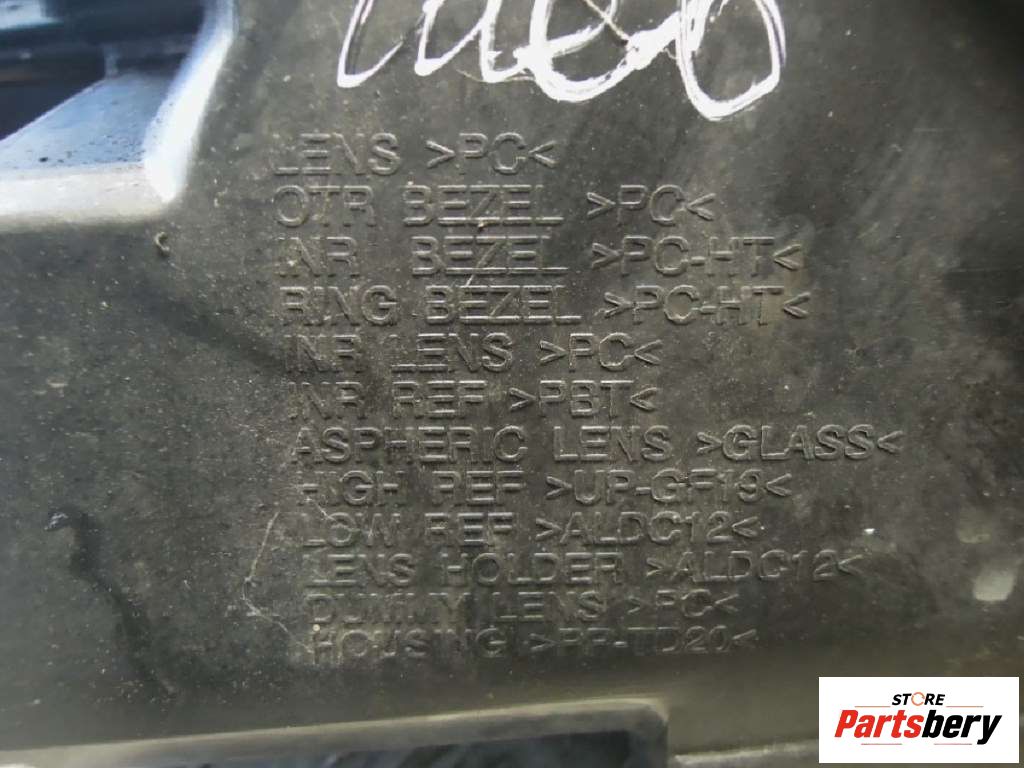 LENS >PC<
OTR BEZEL >PC<
INR BEZEL >PC-HT<
RING BEZEL >PC-HT<
INR LENS >PC<
INR REF >PBT<
ASPHERIC LENS >GLASS<
HIGH REF >UP-GF19<
LOW REF >ALDC12<
LENS HOLDER >ALDC12<
DUMMY LENS >PC<
HOUSING >PP-TD20<
STORE
Partsbery